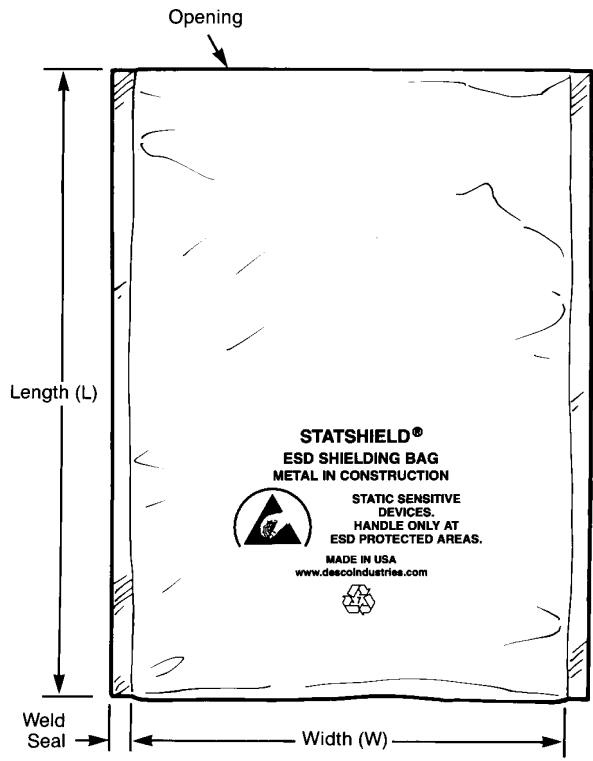 Opening
Length (L)
STATSHIELD®
ESD SHIELDING BAG
METAL IN CONSTRUCTION
STATIC SENSITIVE
DEVICES.
HANDLE ONLY AT
ESD PROTECTED AREAS.
MADE IN USA
www.descoindustries.com
7
Weld
Seal
Width (W)